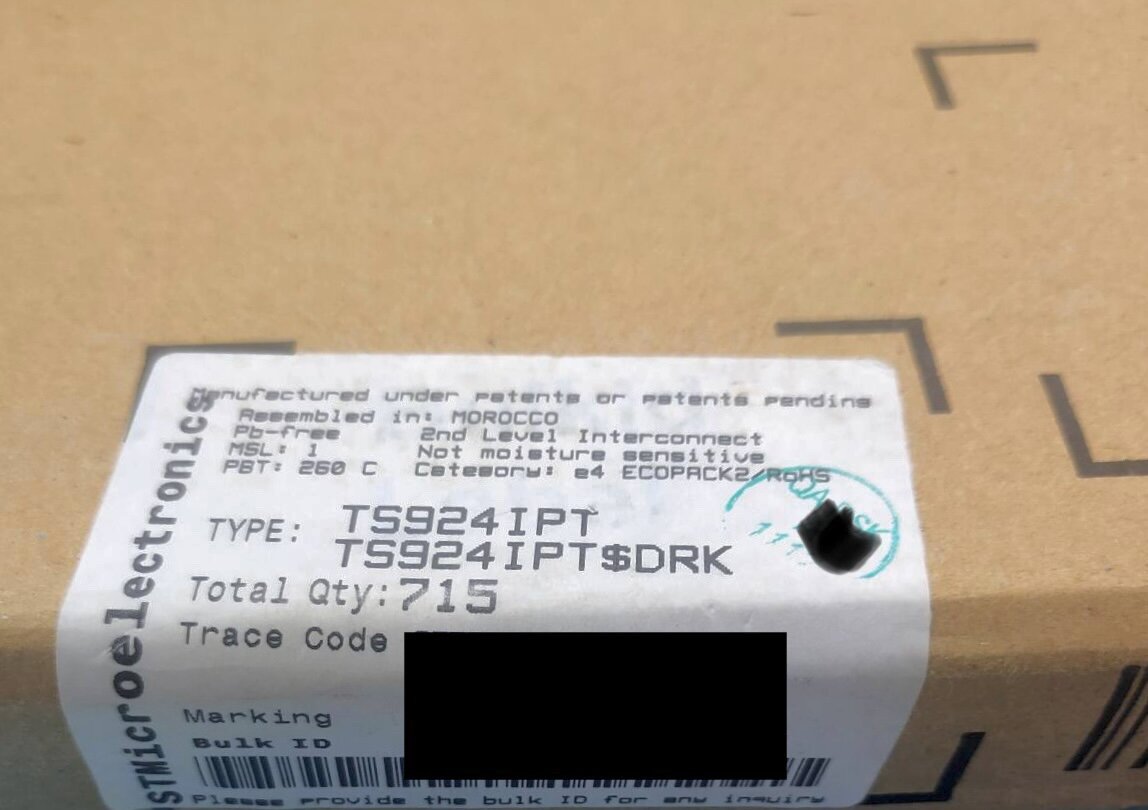 STMicroelectronics
Manufactured under patents or patents pending
Assembled in: MOROCCO
Pb-free 2nd Level Interconnect
MSL: 1 Not moisture sensitive
PBT: 260 C Category: e4 ECOPACK2/RoHS
TYPE: TS924IPT
TS924IPT$DRK
Total Qty: 715
Trace Code
Marking
Bulk ID
Please provide the bulk ID for any inquiry